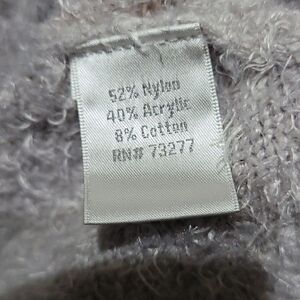 52% Nylon
40% Acrylic
8% Cotton
RN# 73277